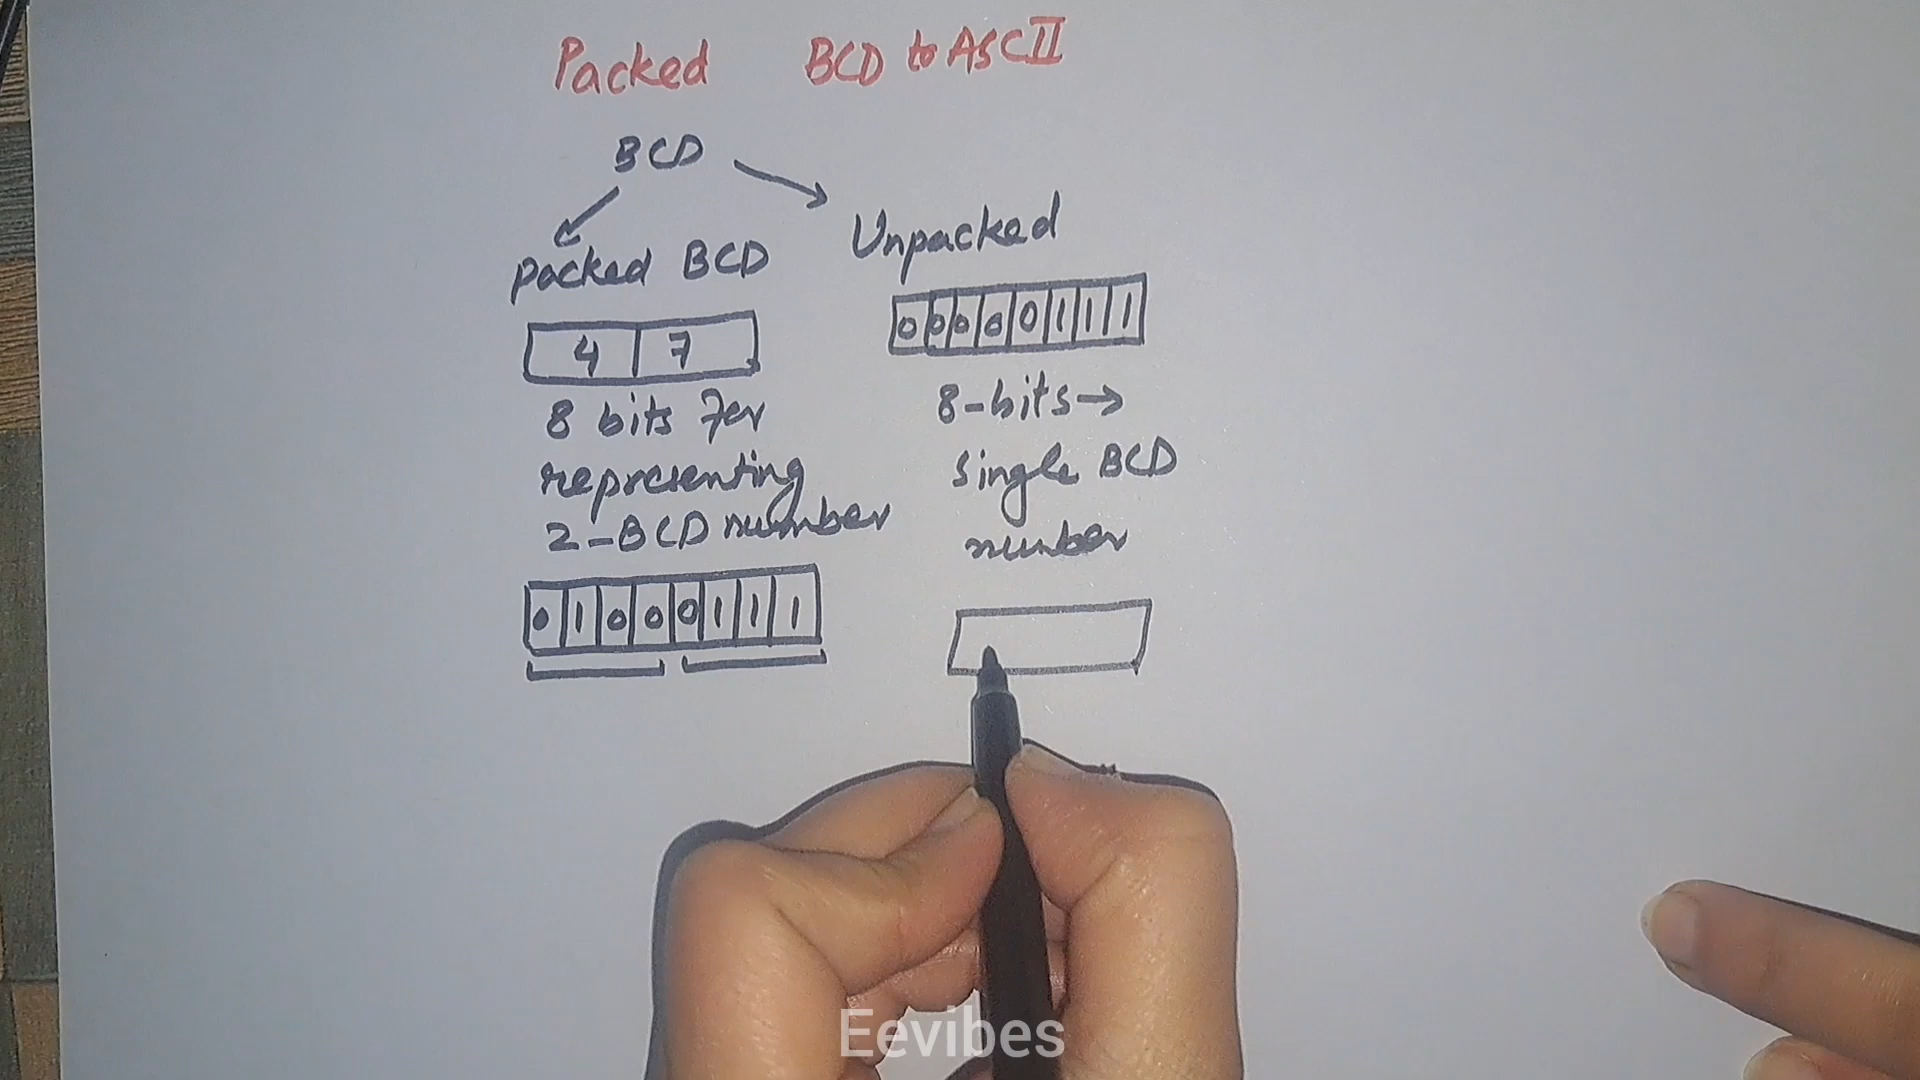 Packed BCD to ASCII
BCD
Packed BCD
4 7
8 bits for
representing
2-BCD number
0 1 0 0 0 1 1 1
Unpacked
0 0 0 0 0 1 1 1
8-bits→
single BCD
number
Eevibes